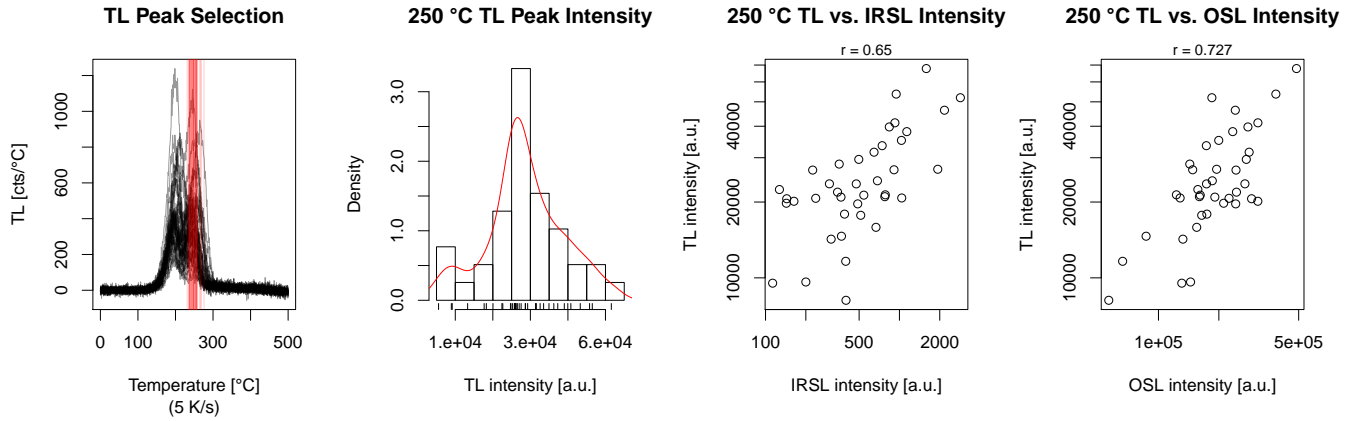 TL Peak Selection
TL [cts/°C]
0
200
600
1000
0
100
300
500
Temperature [°C]
(5 K/s)
250 °C TL Peak Intensity
Density
0.0
1.0
2.0
3.0
1.e+04
3.e+04
6.e+04
TL intensity [a.u.]
250 °C TL vs. IRSL Intensity
r = 0.65
TL intensity [a.u.]
10000
20000
40000
100
500
2000
IRSL intensity [a.u.]
250 °C TL vs. OSL Intensity
r = 0.727
TL intensity [a.u.]
10000
20000
40000
1e+05
5e+05
OSL intensity [a.u.]